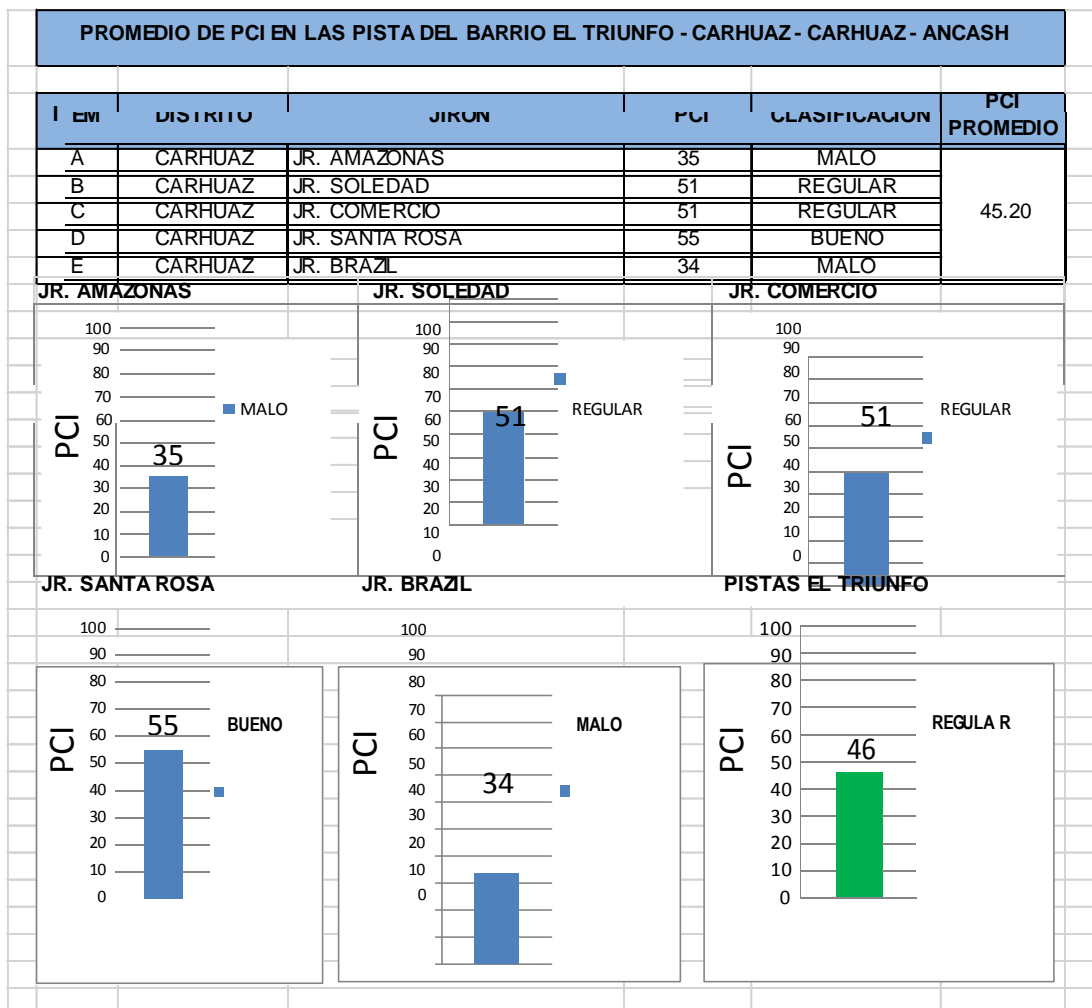 PROMEDIO DE PCI EN LAS PISTA DEL BARRIO EL TRIUNFO - CARHUAZ - CARHUAZ - ANCASH
I EM DISTRITO JIRON PCI CLASIFICACION PCI PROMEDIO
A CARHUAZ JR. AMAZONAS 35 MALO
B CARHUAZ JR. SOLEDAD 51 REGULAR
C CARHUAZ JR. COMERCIO 51 REGULAR
45.20
D CARHUAZ JR. SANTA ROSA 55 BUENO
E CARHUAZ JR. BRAZIL 34 MALO
JR. AMAZONAS
100
90
80
70
60
50
40
30
20
10
0
PCI
35
MALO
JR. SOLEDAD
100
90
80
70
60
50
40
30
20
10
0
PCI
51
REGULAR
JR. COMERCIO
100
90
80
70
60
50
40
30
20
10
0
PCI
51
REGULAR
JR. SANTA ROSA
100
90
80
70
60
50
40
30
20
10
0
PCI
55
BUENO
JR. BRAZIL
100
90
80
70
60
50
40
30
20
10
0
PCI
34
MALO
PISTAS EL TRIUNFO
100
90
80
70
60
50
40
30
20
10
0
PCI
46
REGULA R